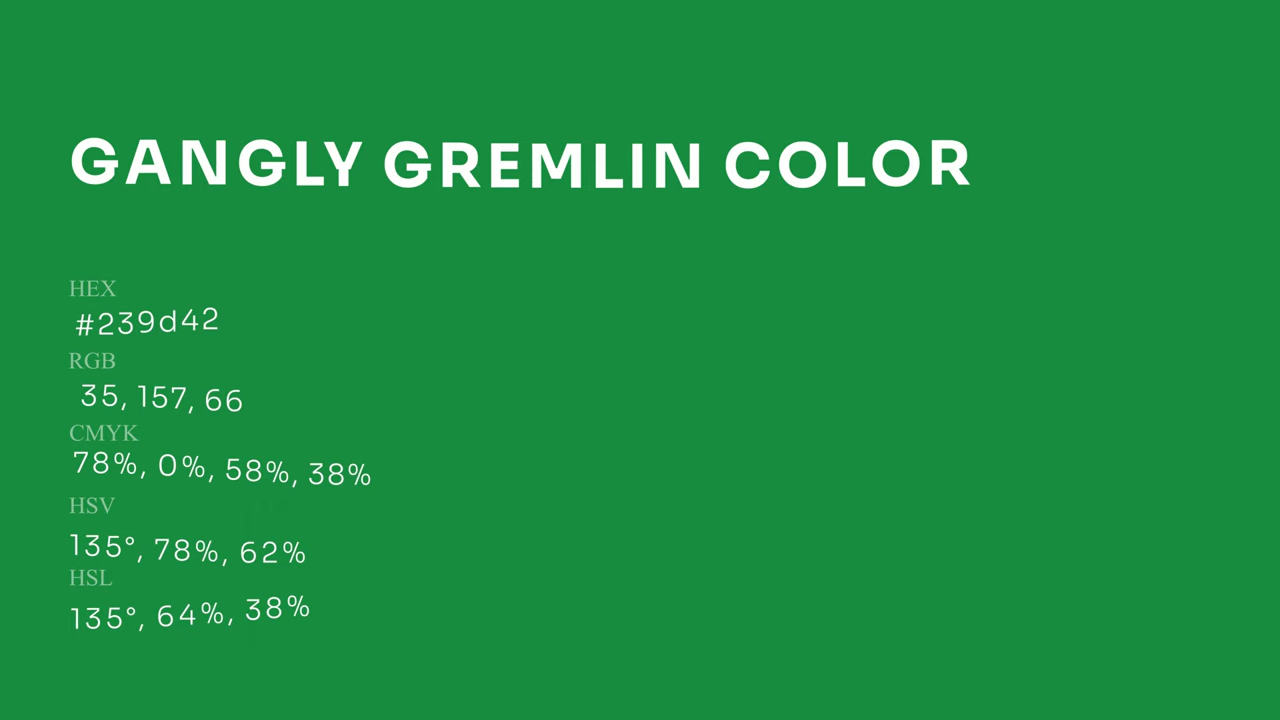 GANGLY GREMLIN COLOR
HEX
#239d42
RGB
35, 157, 66
CMYK
78%, 0%, 58%, 38%
HSV
135°, 78%, 62%
HSL
135°, 64%, 38%